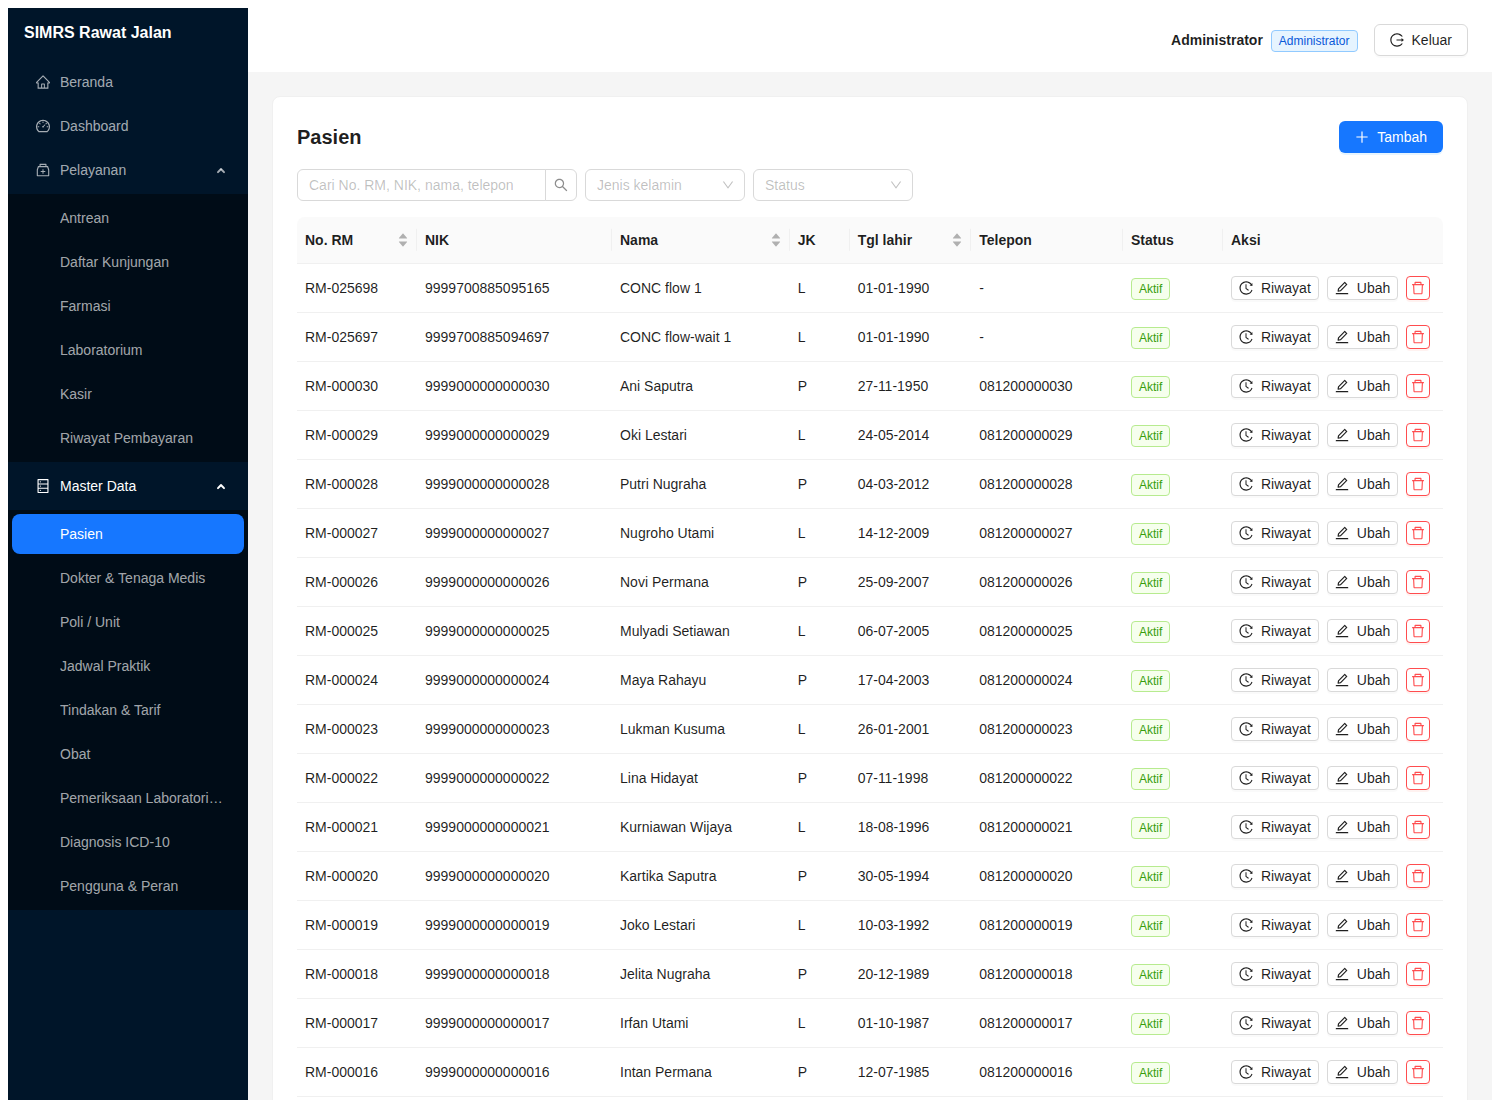 SIMRS Rawat Jalan
Beranda
Dashboard
Pelayanan
Antrean
Daftar Kunjungan
Farmasi
Laboratorium
Kasir
Riwayat Pembayaran
Master Data
Pasien
Dokter & Tenaga Medis
Poli / Unit
Jadwal Praktik
Tindakan & Tarif
Obat
Pemeriksaan Laboratori…
Diagnosis ICD-10
Pengguna & Peran
Administrator Administrator Keluar
Pasien Tambah
Cari No. RM, NIK, nama, telepon Jenis kelamin Status
No. RM NIK Nama JK Tgl lahir Telepon Status Aksi
RM-025698 9999700885095165 CONC flow 1 L 01-01-1990 - Aktif Riwayat Ubah
RM-025697 9999700885094697 CONC flow-wait 1 L 01-01-1990 - Aktif Riwayat Ubah
RM-000030 9999000000000030 Ani Saputra P 27-11-1950 081200000030 Aktif Riwayat Ubah
RM-000029 9999000000000029 Oki Lestari L 24-05-2014 081200000029 Aktif Riwayat Ubah
RM-000028 9999000000000028 Putri Nugraha P 04-03-2012 081200000028 Aktif Riwayat Ubah
RM-000027 9999000000000027 Nugroho Utami L 14-12-2009 081200000027 Aktif Riwayat Ubah
RM-000026 9999000000000026 Novi Permana P 25-09-2007 081200000026 Aktif Riwayat Ubah
RM-000025 9999000000000025 Mulyadi Setiawan L 06-07-2005 081200000025 Aktif Riwayat Ubah
RM-000024 9999000000000024 Maya Rahayu P 17-04-2003 081200000024 Aktif Riwayat Ubah
RM-000023 9999000000000023 Lukman Kusuma L 26-01-2001 081200000023 Aktif Riwayat Ubah
RM-000022 9999000000000022 Lina Hidayat P 07-11-1998 081200000022 Aktif Riwayat Ubah
RM-000021 9999000000000021 Kurniawan Wijaya L 18-08-1996 081200000021 Aktif Riwayat Ubah
RM-000020 9999000000000020 Kartika Saputra P 30-05-1994 081200000020 Aktif Riwayat Ubah
RM-000019 9999000000000019 Joko Lestari L 10-03-1992 081200000019 Aktif Riwayat Ubah
RM-000018 9999000000000018 Jelita Nugraha P 20-12-1989 081200000018 Aktif Riwayat Ubah
RM-000017 9999000000000017 Irfan Utami L 01-10-1987 081200000017 Aktif Riwayat Ubah
RM-000016 9999000000000016 Intan Permana P 12-07-1985 081200000016 Aktif Riwayat Ubah